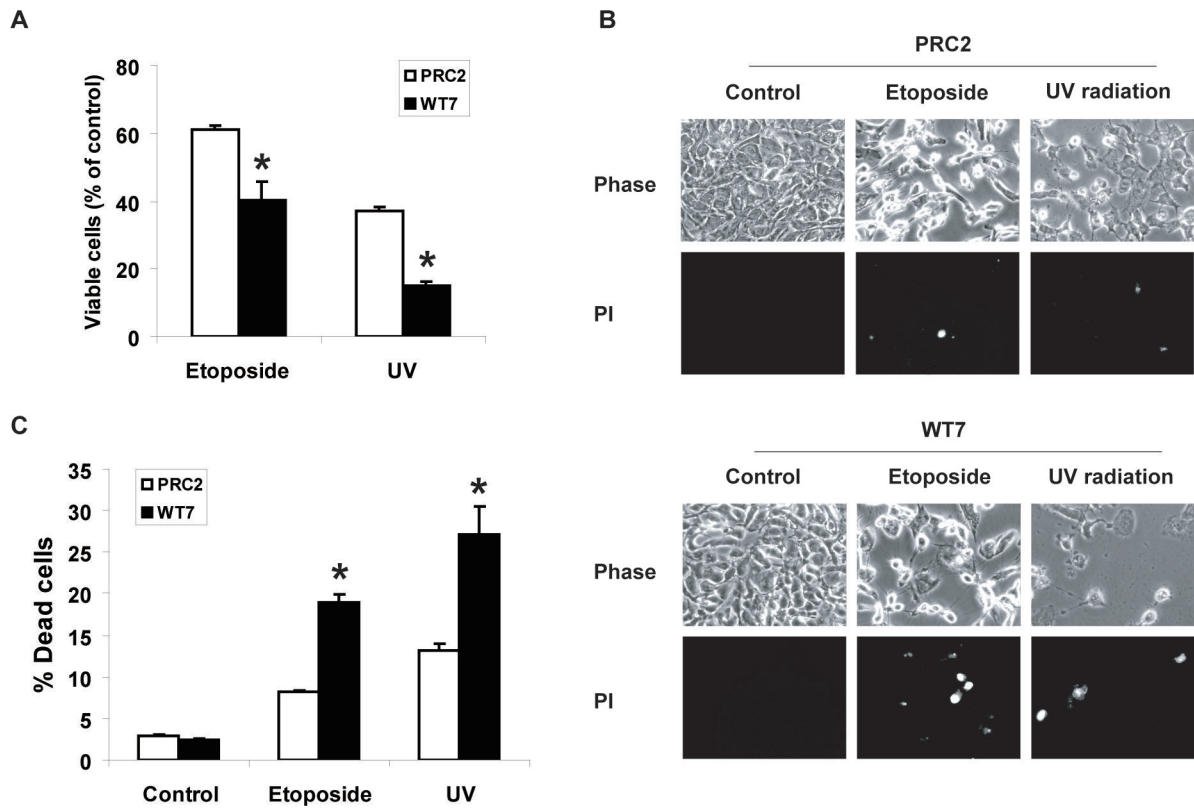 A
Viable cells (% of control)
80
60
40
20
0
PRC2
WT7
*
*
Etoposide
UV
B
PRC2
Control
Etoposide
UV radiation
Phase
PI
WT7
Control
Etoposide
UV radiation
Phase
PI
C
% Dead cells
35
30
25
20
15
10
5
0
PRC2
WT7
*
*
Control
Etoposide
UV